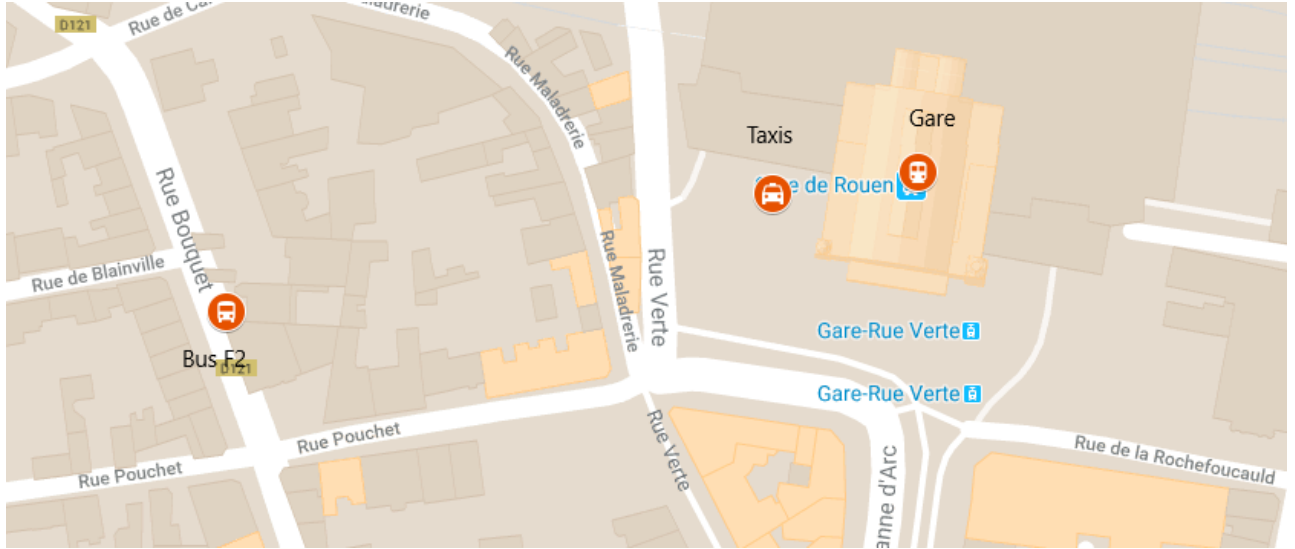 D121
Rue de Ca
aladrerie
Rue Maladrerie
Gare
Taxis
Rue Bouquet
e de Rouen
Rue Maladrerie
Rue Verte
Rue de Blainville
Gare-Rue Verte
Bus F2
D121
Gare-Rue Verte
Rue Pouchet
Rue Verte
Rue de la Rochefoucauld
Rue Pouchet
anne d'Arc